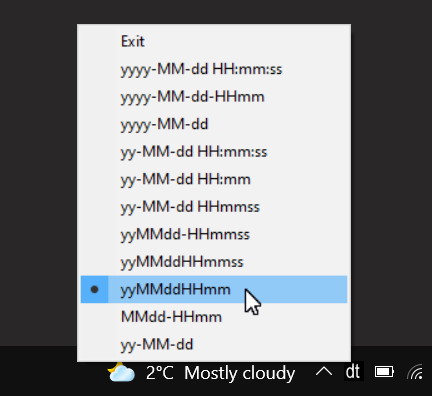 Exit
yyyy-MM-dd HH:mm:ss
yyyy-MM-dd-HHmm
yyyy-MM-dd
yy-MM-dd HH:mm:ss
yy-MM-dd HH:mm
yy-MM-dd HHmmss
yyMMdd-HHmmss
yyMMddHHmmss
yyMMddHHmm
MMdd-HHmm
yy-MM-dd
2°C Mostly cloudy dt